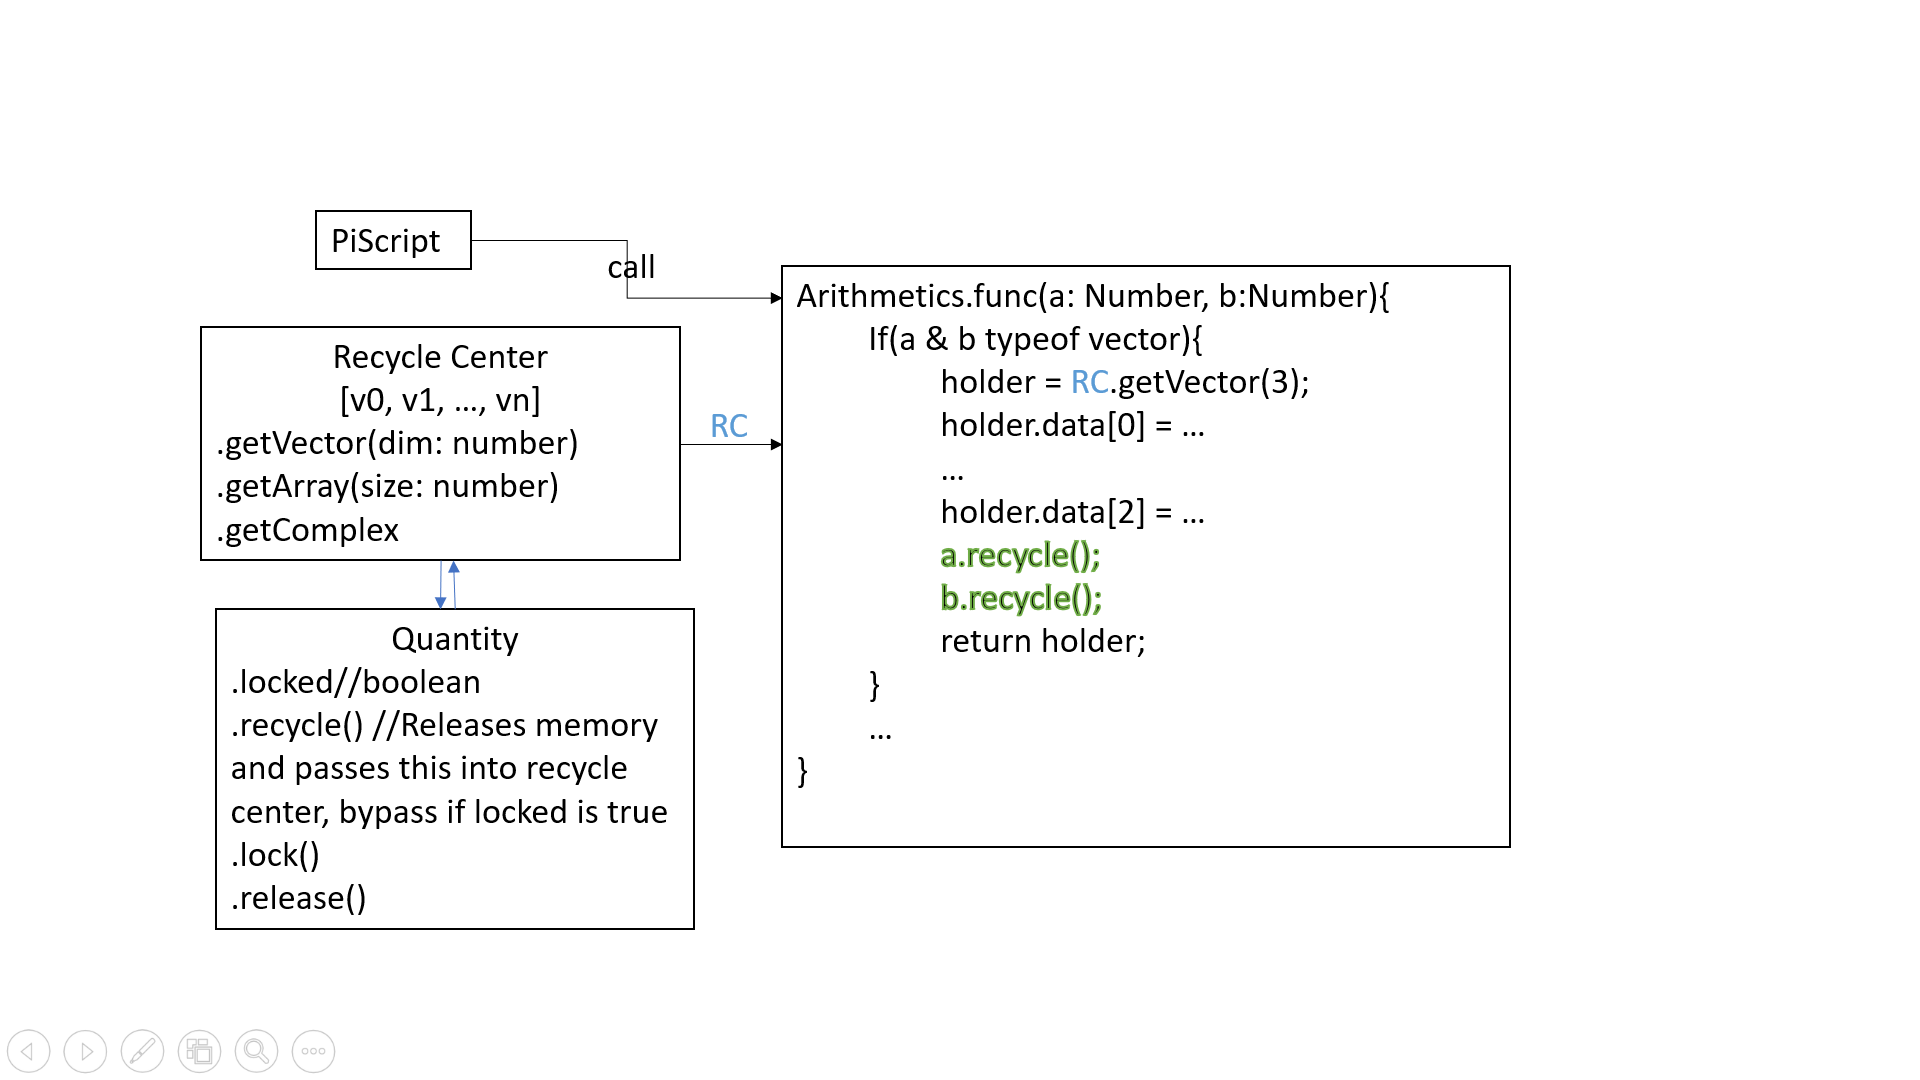 PiScript
call
Recycle Center
[v0, v1, …, vn]
.getVector(dim: number)
.getArray(size: number)
.getComplex
RC
Quantity
.locked//boolean
.recycle() //Releases memory
and passes this into recycle
center, bypass if locked is true
.lock()
.release()
Arithmetics.func(a: Number, b:Number){
If(a & b typeof vector){
holder = RC.getVector(3);
holder.data[0] = …
…
holder.data[2] = …
a.recycle();
b.recycle();
return holder;
}
…
}